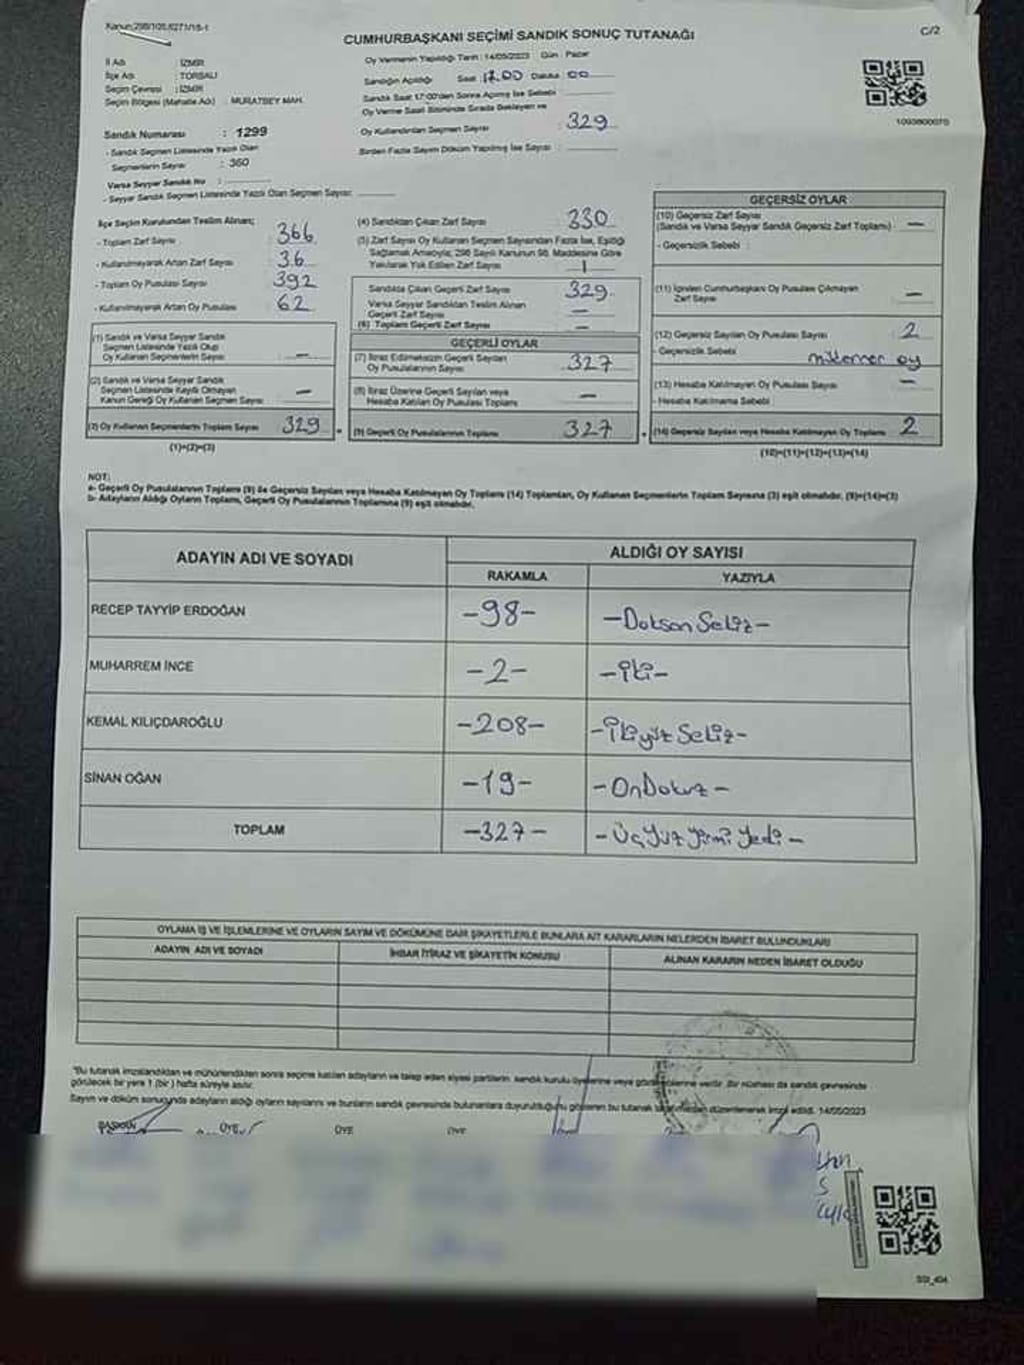 Kanun:298/105,6271/15-1
CUMHURBAŞKANI SEÇİMİ SANDIK SONUÇ TUTANAĞI
C/2
İl Adı : İZMİR
İlçe Adı : TORBALI
Seçim Çevresi : İZMİR
Seçim Bölgesi (Mahalle Adı) : MURATBEY MAH.
Sandık Numarası : 1299
- Sandık Seçmen Listesinde Yazılı Olan
Seçmenlerin Sayısı : 360
Varsa Seyyar Sandık No :
- Seyyar Sandık Seçmen Listesinde Yazılı Olan Seçmen Sayısı:
Oy Vermenin Yapıldığı Tarih : 14/05/2023 Gün : Pazar
Sandığın Açıldığı Saat : 17.00 Dakika : 00
Sandık Saat 17:00'den Sonra Açılmış İse Sebebi :
Oy Verme Saati Bitiminde Sırada Bekleyen ve
Oy Kullandırılan Seçmen Sayısı : 329
Birden Fazla Sayım Döküm Yapılmış İse Sayısı :
1093800070
İlçe Seçim Kurulundan Teslim Alınan;
- Toplam Zarf Sayısı : 366
- Kullanılmayarak Artan Zarf Sayısı : 36
- Toplam Oy Pusulası Sayısı : 392
- Kullanılmayarak Artan Oy Pusulası : 62
(1) Sandık ve Varsa Seyyar Sandık
Seçmen Listesinde Yazılı Olup
Oy Kullanan Seçmenlerin Sayısı : —
(2) Sandık ve Varsa Seyyar Sandık
Seçmen Listesinde Kayıtlı Olmayan
Kanun Gereği Oy Kullanan Seçmen Sayısı : —
(3) Oy Kullanan Seçmenlerin Toplam Sayısı : 329
(1)+(2)=(3)
(4) Sandıktan Çıkan Zarf Sayısı : 330
(5) Zarf Sayısı Oy Kullanan Seçmen Sayısından Fazla İse, Eşitliği
Sağlamak Amacıyla; 298 Sayılı Kanunun 98. Maddesine Göre
Yakılarak Yok Edilen Zarf Sayısı : 1
Sandıkta Çıkan Geçerli Zarf Sayısı : 329
Varsa Seyyar Sandıktan Teslim Alınan
Geçerli Zarf Sayısı : —
(6) Toplam Geçerli Zarf Sayısı : —
GEÇERLİ OYLAR
(7) İtiraz Edilmeksizin Geçerli Sayılan
Oy Pusulalarının Sayısı : 327
(8) İtiraz Üzerine Geçerli Sayılan veya
Hesaba Katılan Oy Pusulası Toplamı : —
(9) Geçerli Oy Pusulalarının Toplamı : 327
GEÇERSİZ OYLAR
(10) Geçersiz Zarf Sayısı
(Sandık ve Varsa Seyyar Sandık Geçersiz Zarf Toplamı) : —
- Geçersizlik Sebebi :
(11) İçinden Cumhurbaşkanı Oy Pusulası Çıkmayan
Zarf Sayısı : —
(12) Geçersiz Sayılan Oy Pusulası Sayısı : 2
- Geçersizlik Sebebi
mükerrer oy
(13) Hesaba Katılmayan Oy Pusulası Sayısı : —
- Hesaba Katılmama Sebebi
(14) Geçersiz Sayılan veya Hesaba Katılmayan Oy Toplamı : 2
(10)+(11)+(12)+(13)=(14)
NOT:
a- Geçerli Oy Pusulalarının Toplamı (9) ile Geçersiz Sayılan veya Hesaba Katılmayan Oy Toplamı (14) Toplamları, Oy Kullanan Seçmenlerin Toplam Sayısına (3) eşit olmalıdır. (9)+(14)=(3)
b- Adayların Aldığı Oyların Toplamı, Geçerli Oy Pusulalarının Toplamına (9) eşit olmalıdır.
ADAYIN ADI VE SOYADI
ALDIĞI OY SAYISI
RAKAMLA YAZIYLA
RECEP TAYYİP ERDOĞAN -98- -Doksan Sekiz-
MUHARREM İNCE -2- -iki-
KEMAL KILIÇDAROĞLU -208- -ikiyüz Sekiz-
SİNAN OĞAN -19- -On Dokuz-
TOPLAM -327- -Üç Yüz Yirmi Yedi-
OYLAMA İŞ VE İŞLEMLERİNE VE OYLARIN SAYIM VE DÖKÜMÜNE DAİR ŞİKAYETLERLE BUNLARA AİT KARARLARIN NELERDEN İBARET BULUNDUKLARI
ADAYIN ADI VE SOYADI İHBAR İTİRAZ VE ŞİKAYETİN KONUSU ALINAN KARARIN NEDEN İBARET OLDUĞU
"Bu tutanak imzalandıktan ve mühürlendikten sonra seçime katılan adayların ve talep eden siyasi partilerin, sandık kurulu üyelerine veya gözlemcilerine verilir. Bir nüshası da sandık çevresinde
görülecek bir yere 1 (bir) hafta süreyle asılır.
Sayım ve döküm sonucunda adayların aldığı oyların sayılarını ve bunların sandık çevresinde bulunanlara duyurulduğunu gösteren bu tutanak tarafımızdan düzenlenerek imza edildi. 14/05/2023
BAŞKAN ÜYE ÜYE ÜYE